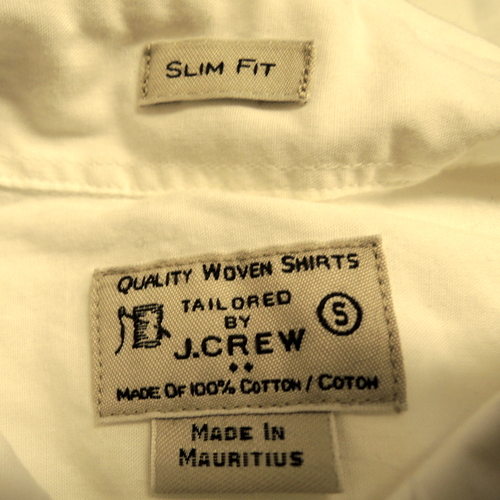 SLIM FIT
QUALITY WOVEN SHIRTS
TAILORED
BY
S
J.CREW
MADE OF 100% COTTON / COTON
MADE IN
MAURITIUS